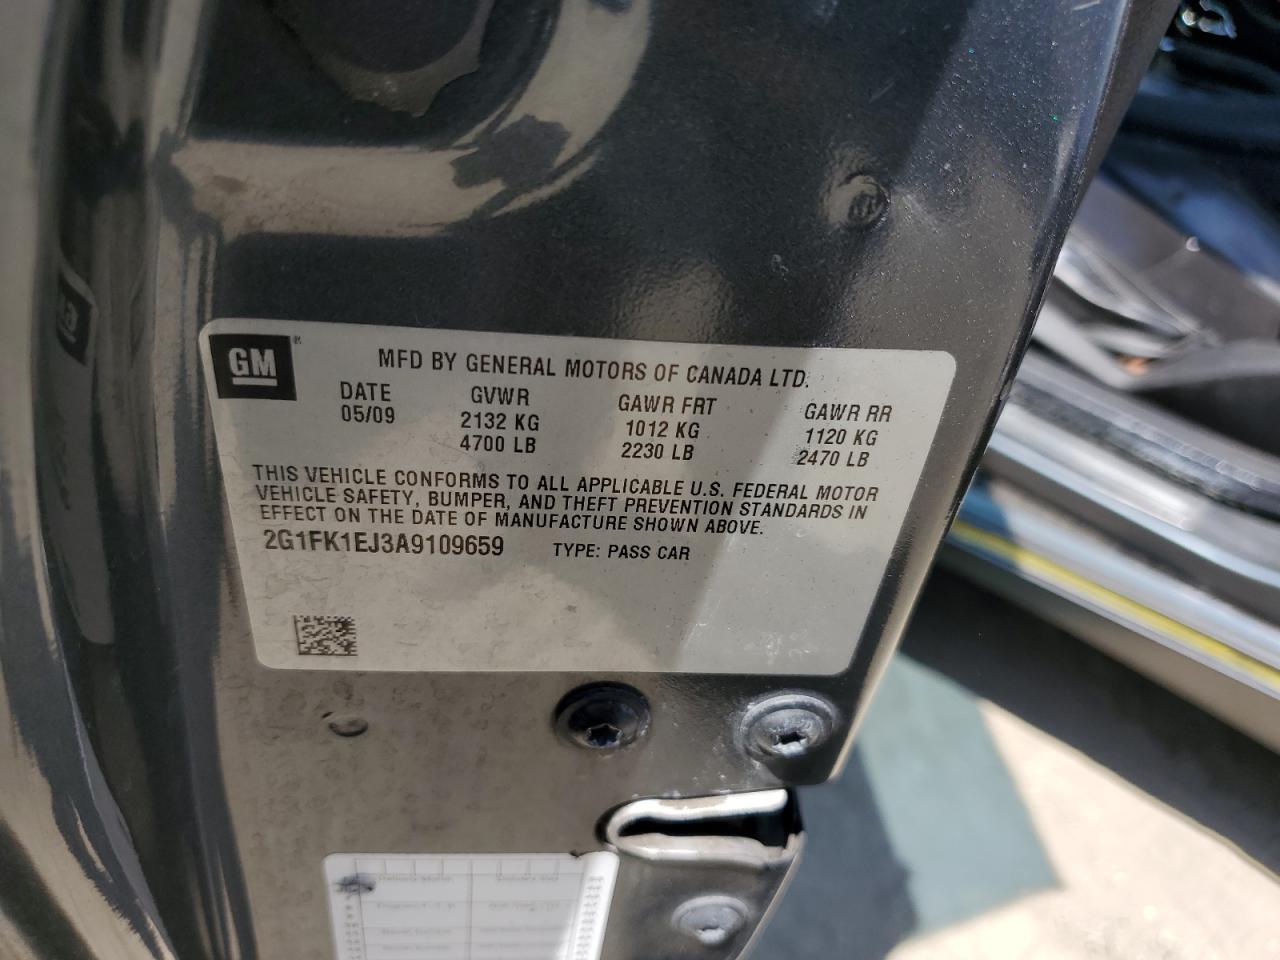 GM
MFD BY GENERAL MOTORS OF CANADA LTD.
DATE GVWR GAWR FRT GAWR RR
05/09 2132 KG 1012 KG 1120 KG
4700 LB 2230 LB 2470 LB
THIS VEHICLE CONFORMS TO ALL APPLICABLE U.S. FEDERAL MOTOR
VEHICLE SAFETY, BUMPER, AND THEFT PREVENTION STANDARDS IN
EFFECT ON THE DATE OF MANUFACTURE SHOWN ABOVE.
2G1FK1EJ3A9109659 TYPE: PASS CAR